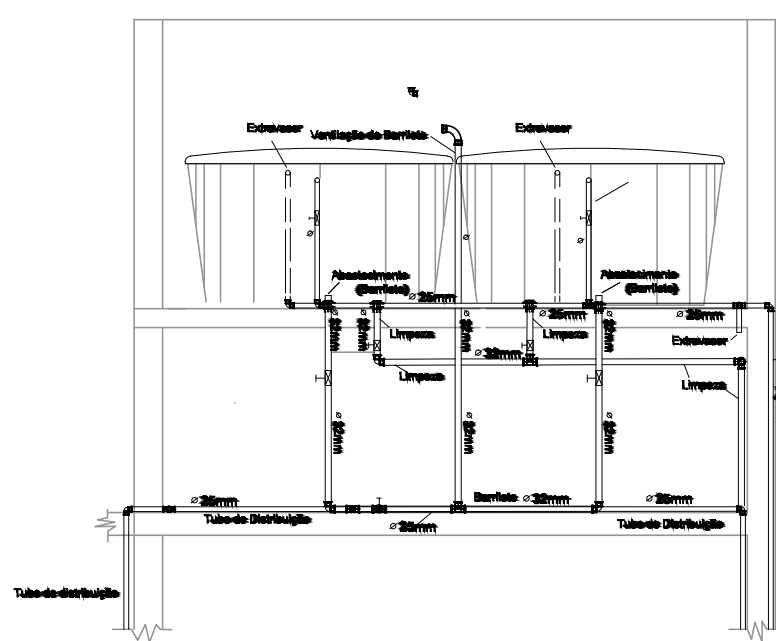 Extravasor
Ventilação do Barrilete
Extravasor
Abastecimento
(Barrilete)
Abastecimento
(Barrilete)
Ø 25mm
Ø 25mm
Ø 25mm
Limpeza
Limpeza
Extravasor
Ø 32mm
Limpeza
Limpeza
Ø 32mm
Ø 32mm
Ø 32mm
Ø 25mm
Barrilete Ø 32mm
Ø 25mm
Tubo de Distribuição
Ø 25mm
Tubo de Distribuição
Tubo de distribuição